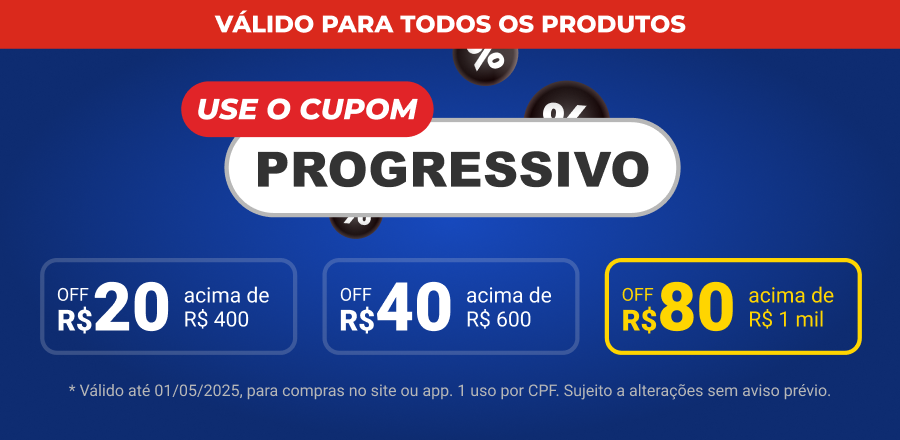 VÁLIDO PARA TODOS OS PRODUTOS
%
USE O CUPOM
%
PROGRESSIVO
%
OFF R$20 acima de R$ 400
OFF R$40 acima de R$ 600
OFF R$80 acima de R$ 1 mil
* Válido até 01/05/2025, para compras no site ou app. 1 uso por CPF. Sujeito a alterações sem aviso prévio.